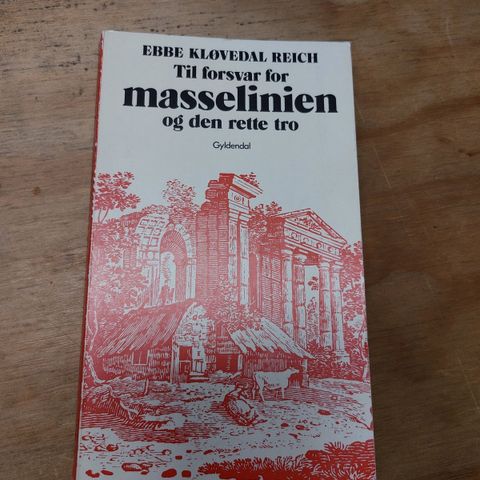 EBBE KLØVEDAL REICH
Til forsvar for
masselinien
og den rette tro
Gyldendal